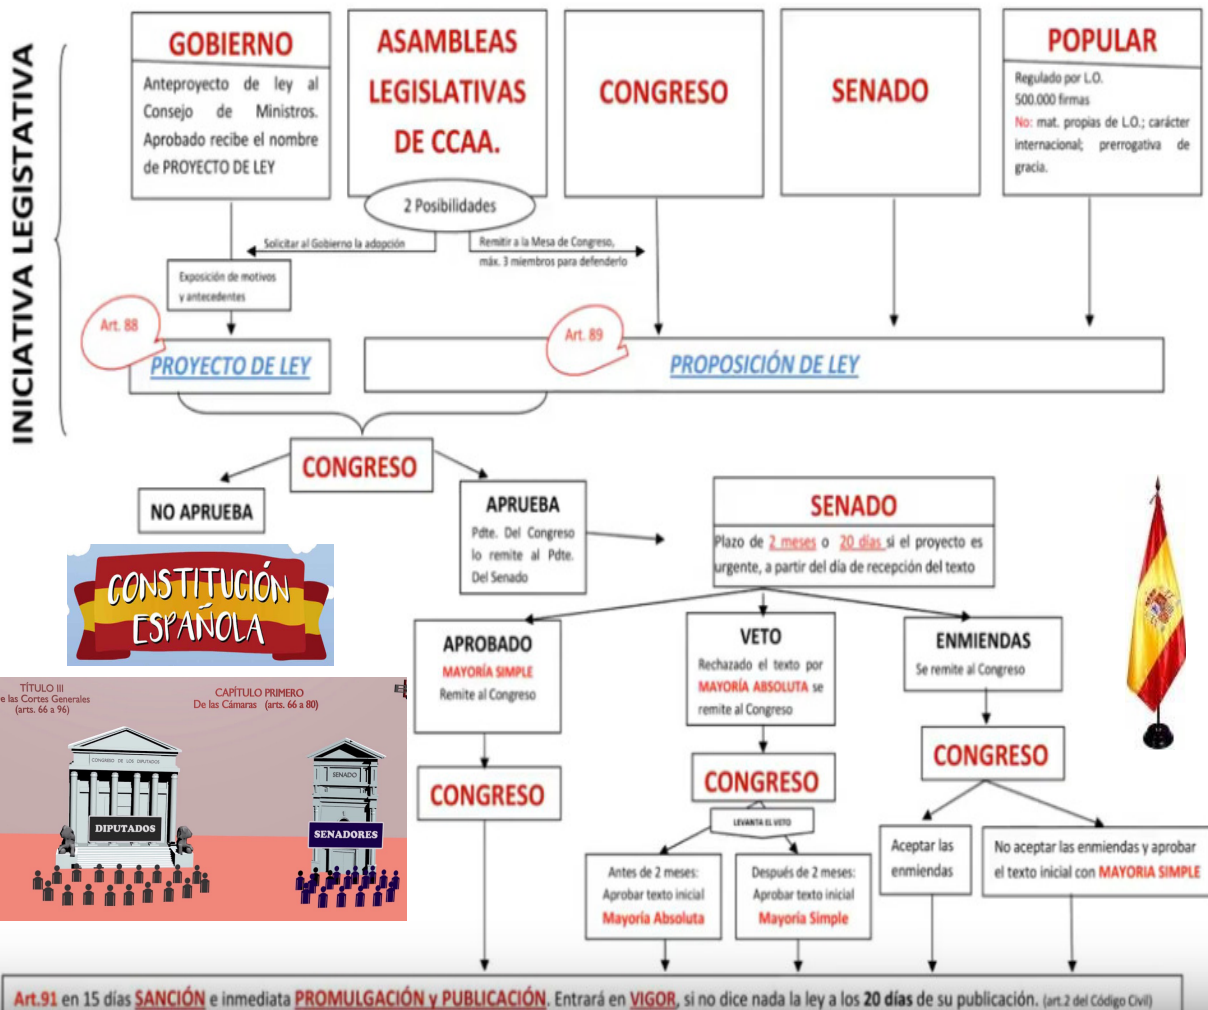 INICIATIVA LEGISTATIVA
GOBIERNO
Anteproyecto de ley al
Consejo de Ministros.
Aprobado recibe el nombre
de PROYECTO DE LEY
ASAMBLEAS
LEGISLATIVAS
DE CCAA.
CONGRESO
SENADO
POPULAR
Regulado por L.O.
500.000 firmas
No: mat. propias de L.O.; carácter
internacional; prerrogativa de
gracia.
2 Posibilidades
Solicitar al Gobierno la adopción
Remitir a la Mesa de Congreso,
máx. 3 miembros para defenderlo
Exposición de motivos
y antecedentes
Art. 88
PROYECTO DE LEY
Art. 89
PROPOSICIÓN DE LEY
CONGRESO
NO APRUEBA
APRUEBA
Pdte. Del Congreso
lo remite al Pdte.
Del Senado
SENADO
Plazo de 2 meses o 20 días si el proyecto es
urgente, a partir del día de recepción del texto
CONSTITUCIÓN
ESPAÑOLA
APROBADO
MAYORÍA SIMPLE
Remite al Congreso
VETO
Rechazado el texto por
MAYORÍA ABSOLUTA se
remite al Congreso
ENMIENDAS
Se remite al Congreso
TÍTULO III
e las Cortes Generales
(arts. 66 a 96)
CAPÍTULO PRIMERO
De las Cámaras (arts. 66 a 80)
CONGRESO DE LOS DIPUTADOS
DIPUTADOS
SENADO
SENADORES
CONGRESO
CONGRESO
LEVANTA EL VETO
CONGRESO
Antes de 2 meses:
Aprobar texto inicial
Mayoría Absoluta
Después de 2 meses:
Aprobar texto inicial
Mayoría Simple
Aceptar las
enmiendas
No aceptar las enmiendas y aprobar
el texto inicial con MAYORIA SIMPLE
Art.91 en 15 días SANCIÓN e inmediata PROMULGACIÓN y PUBLICACIÓN. Entrará en VIGOR, si no dice nada la ley a los 20 días de su publicación. (art.2 del Código Civil)